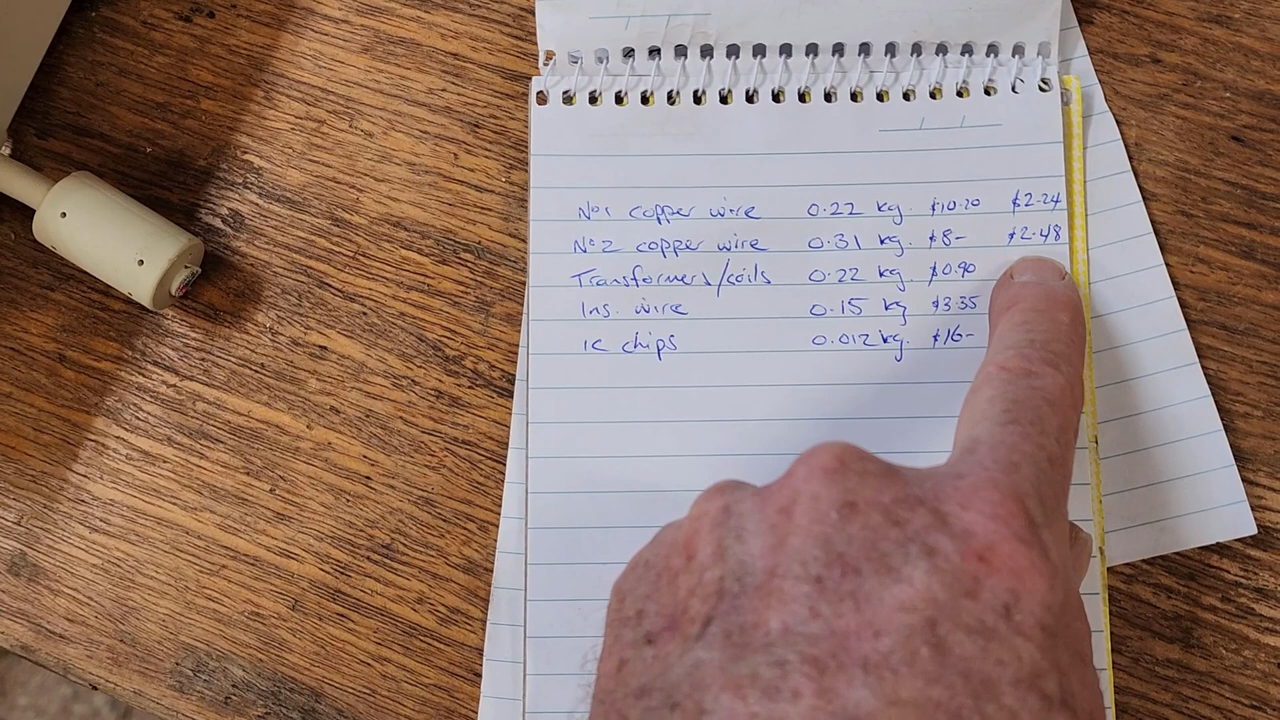 No1 copper wire 0.22 kg. $10.20 $2.24
No2 copper wire 0.31 kg. $8- $2.48
Transformers/coils 0.22 kg. $0.90
Ins. wire 0.15 kg $3.35
IC chips 0.012 kg. $16-